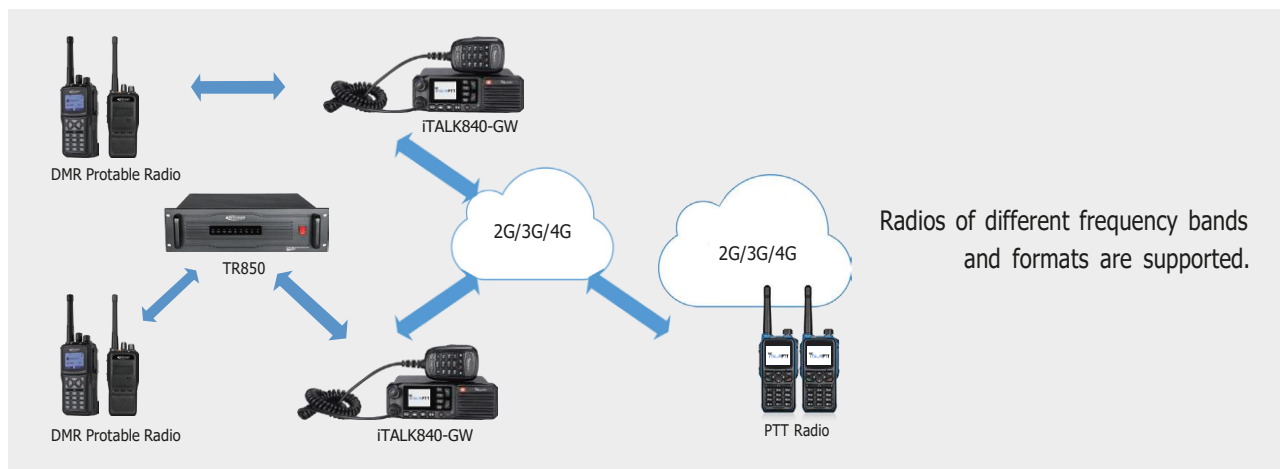 iTALK840-GW
DMR Protable Radio
2G/3G/4G
2G/3G/4G
Radios of different frequency bands
and formats are supported.
TR850
DMR Protable Radio
iTALK840-GW
PTT Radio